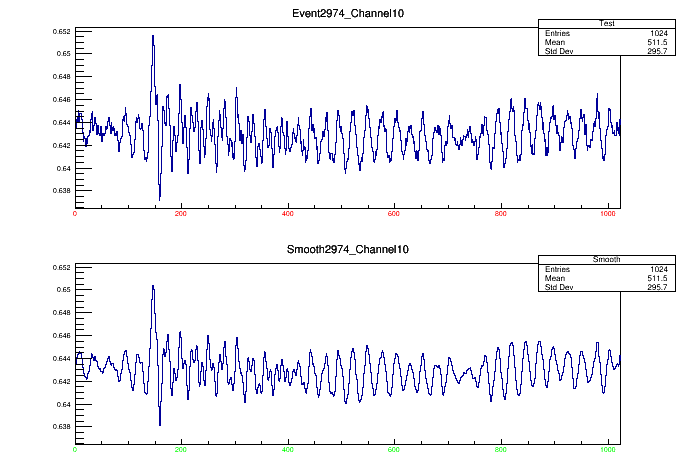 Event2974_Channel10
Test
Entries 1024
Mean 511.5
Std Dev 295.7
0.652
0.65
0.648
0.646
0.644
0.642
0.64
0.638
0 200 400 600 800 1000
Smooth2974_Channel10
Smooth
Entries 1024
Mean 511.5
Std Dev 295.7
0.652
0.65
0.648
0.646
0.644
0.642
0.64
0.638
0 200 400 600 800 1000